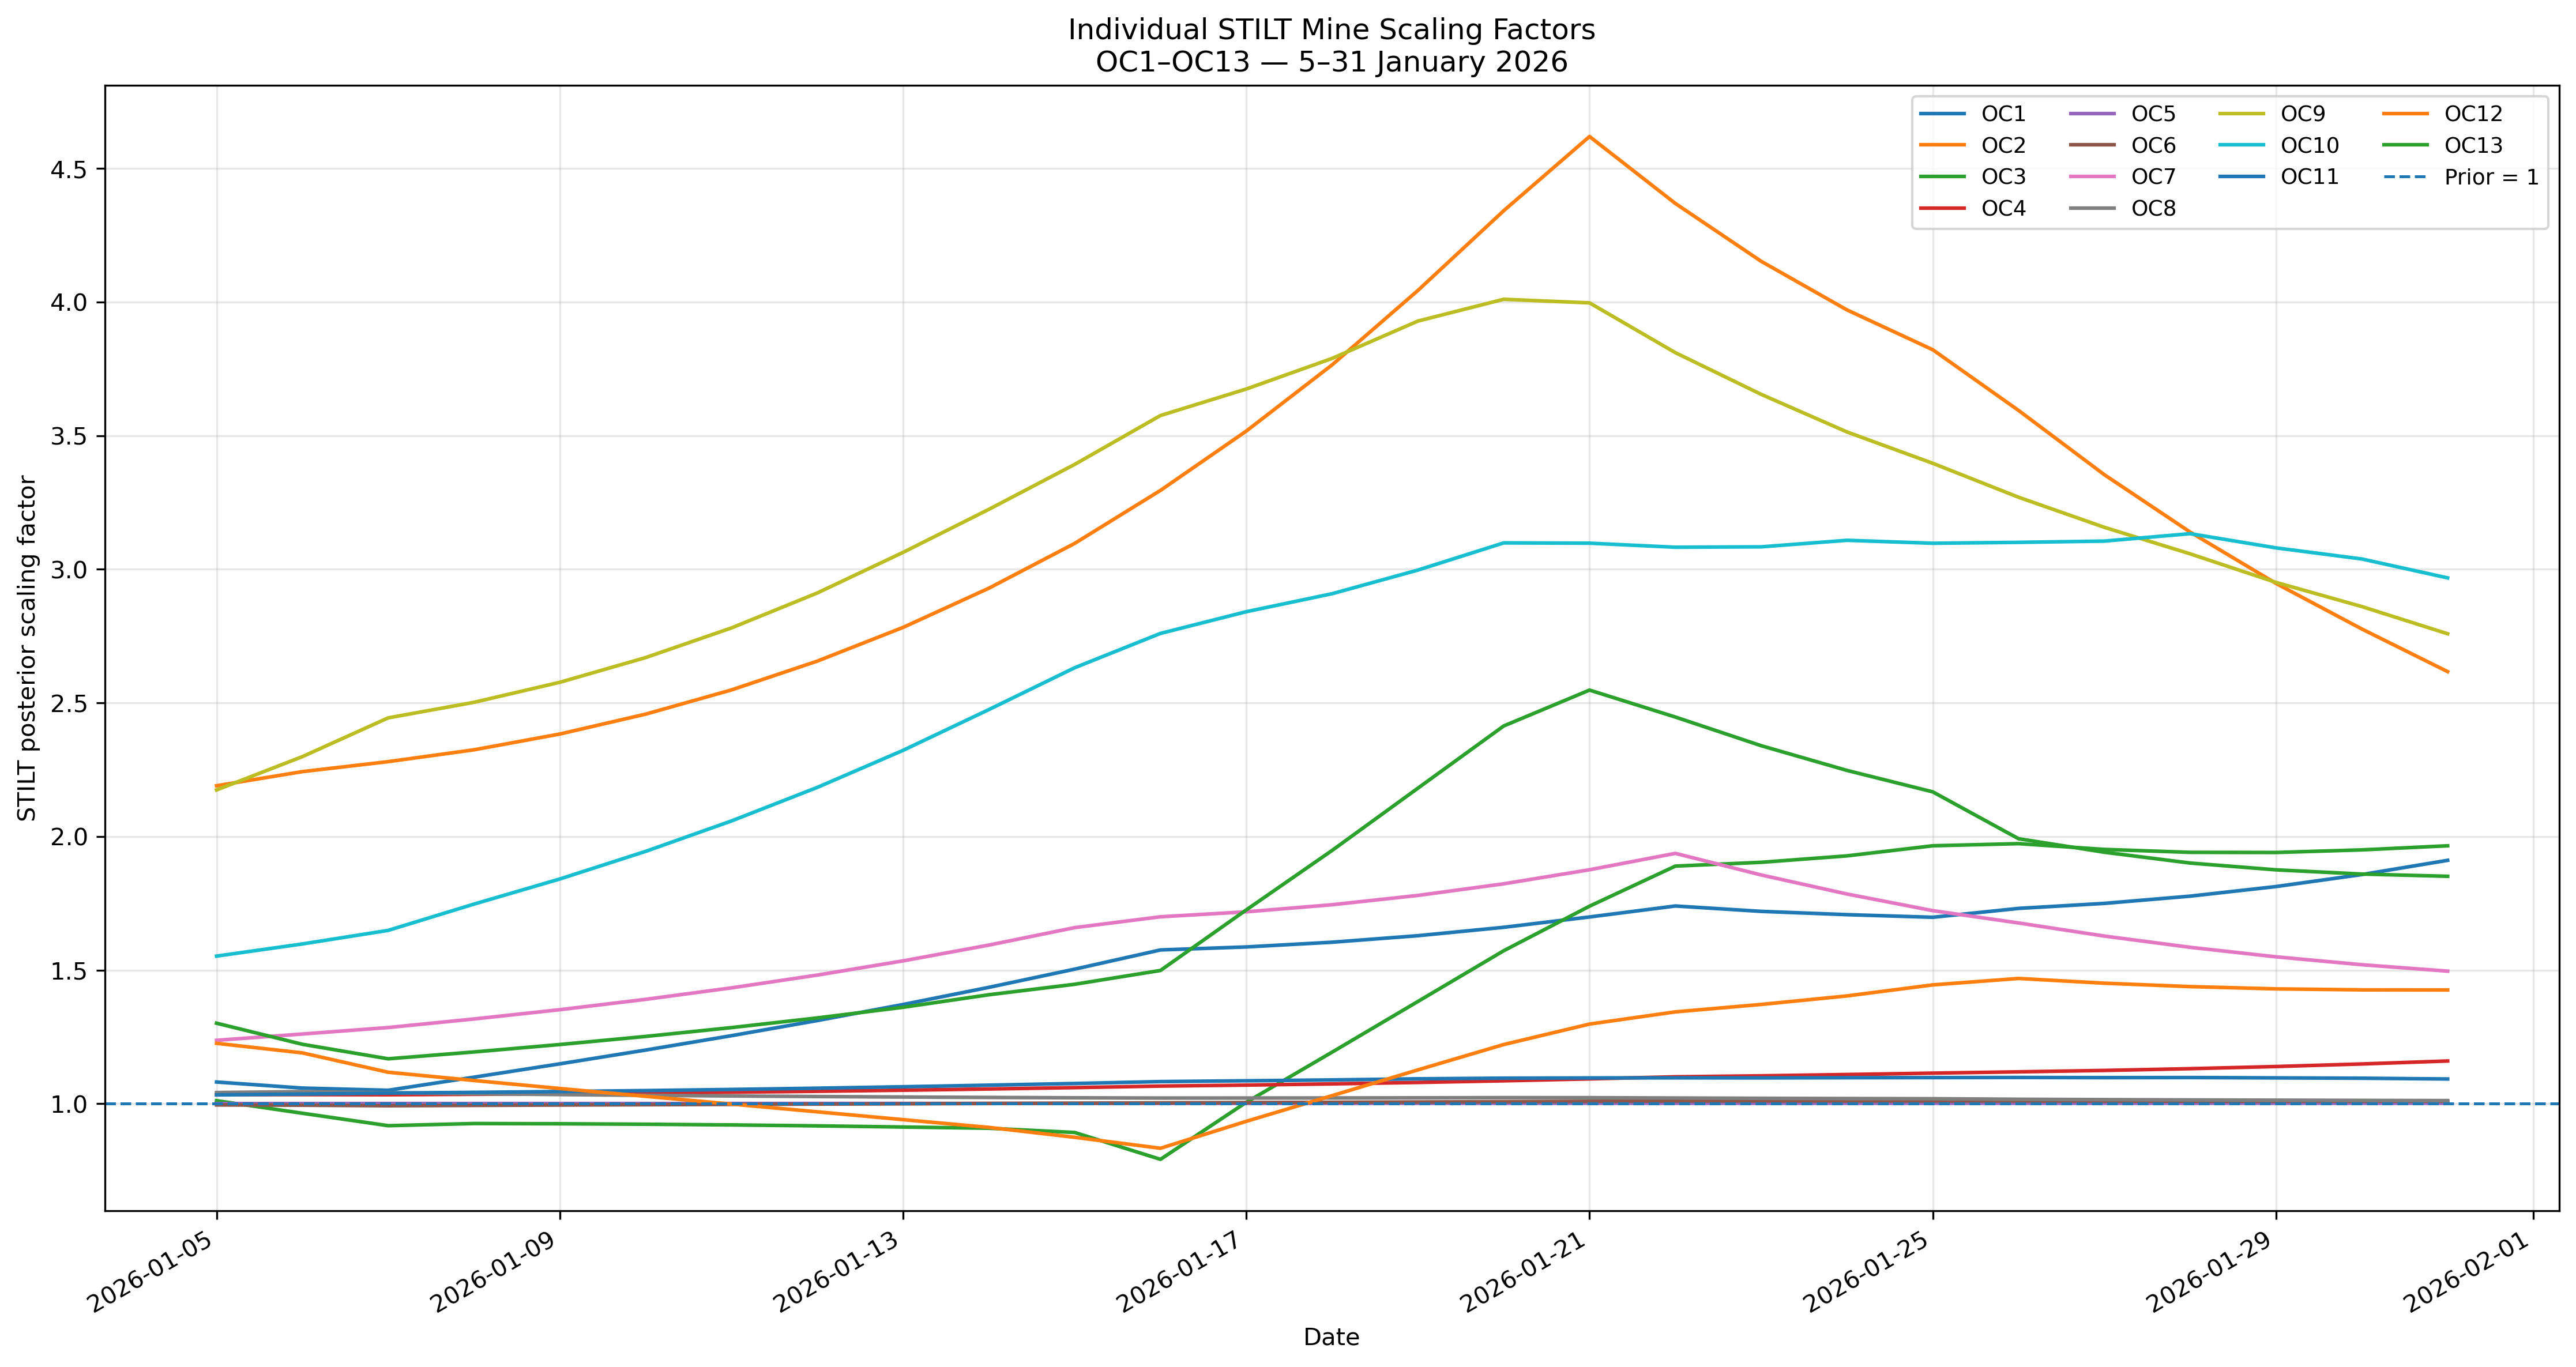 Individual STILT Mine Scaling Factors
OC1–OC13 — 5–31 January 2026
OC1
OC2
OC3
OC4
OC5
OC6
OC7
OC8
OC9
OC10
OC11
OC12
OC13
Prior = 1
STILT posterior scaling factor
4.5
4.0
3.5
3.0
2.5
2.0
1.5
1.0
2026-01-05
2026-01-09
2026-01-13
2026-01-17
2026-01-21
2026-01-25
2026-01-29
2026-02-01
Date